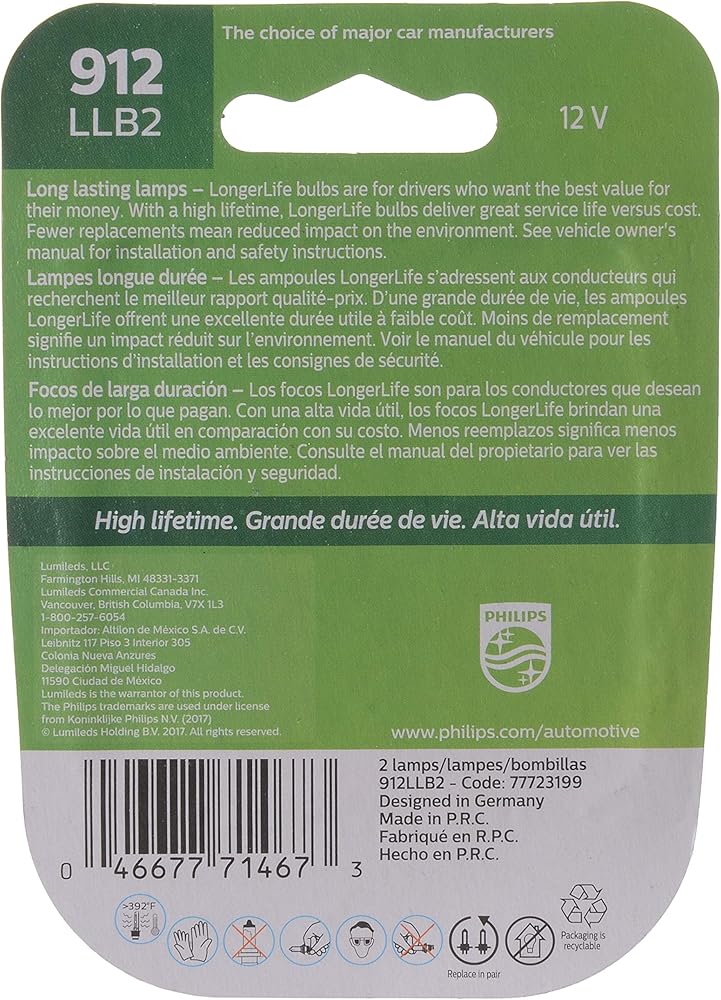 912
LLB2
The choice of major car manufacturers
12 V
Long lasting lamps – LongerLife bulbs are for drivers who want the best value for
their money. With a high lifetime, LongerLife bulbs deliver great service life versus cost.
Fewer replacements mean reduced impact on the environment. See vehicle owner's
manual for installation and safety instructions.
Lampes longue durée – Les ampoules LongerLife s'adressent aux conducteurs qui
recherchent le meilleur rapport qualité-prix. D'une grande durée de vie, les ampoules
LongerLife offrent une excellente durée utile à faible coût. Moins de remplacement
signifie un impact réduit sur l'environnement. Voir le manuel du véhicule pour les
instructions d'installation et les consignes de sécurité.
Focos de larga duración – Los focos LongerLife son para los conductores que desean
lo mejor por lo que pagan. Con una alta vida útil, los focos LongerLife brindan una
excelente vida útil en comparación con su costo. Menos reemplazos significa menos
impacto sobre el medio ambiente. Consulte el manual del propietario para ver las
instrucciones de instalación y seguridad.
High lifetime. Grande durée de vie. Alta vida útil.
Lumileds, LLC
Farmington Hills, MI 48331-3371
Lumileds Commercial Canada Inc.
Vancouver, British Columbia, V7X 1L3
1-800-257-6054
Importador: Altilon de México S.A. de C.V.
Leibnitz 117 Piso 3 Interior 305
Colonia Nueva Anzures
Delegación Miguel Hidalgo
11590 Ciudad de México
Lumileds is the warrantor of this product.
The Philips trademarks are used under license
from Koninklijke Philips N.V. (2017)
© Lumileds Holding B.V. 2017. All rights reserved.
PHILIPS
www.philips.com/automotive
2 lamps/lampes/bombillas
912LLB2 - Code: 77723199
Designed in Germany
Made in P.R.C.
Fabriqué en R.P.C.
Hecho en P.R.C.
0 46677 71467 3
>392°F
Replace in pair
Packaging is
recyclable